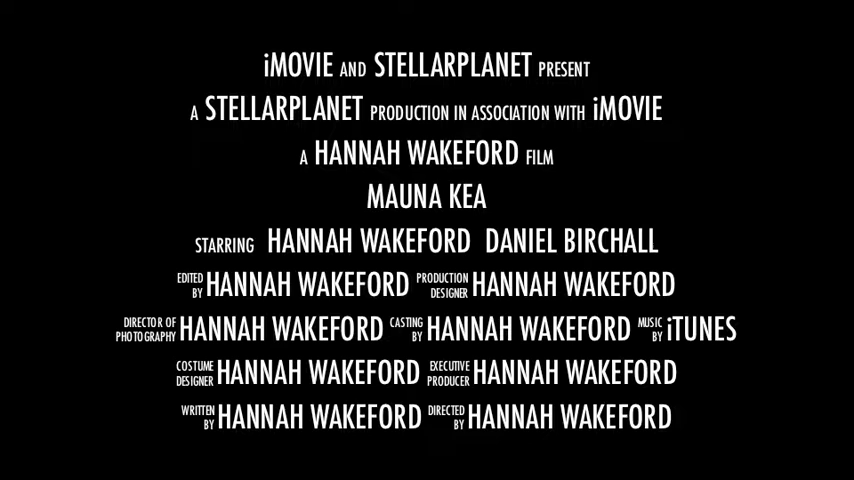 iMOVIE AND STELLARPLANET PRESENT
A STELLARPLANET PRODUCTION IN ASSOCIATION WITH iMOVIE
A HANNAH WAKEFORD FILM
MAUNA KEA
STARRING HANNAH WAKEFORD DANIEL BIRCHALL
EDITED BY HANNAH WAKEFORD PRODUCTION DESIGNER HANNAH WAKEFORD
DIRECTOR OF PHOTOGRAPHY HANNAH WAKEFORD CASTING BY HANNAH WAKEFORD MUSIC BY iTUNES
COSTUME DESIGNER HANNAH WAKEFORD EXECUTIVE PRODUCER HANNAH WAKEFORD
WRITTEN BY HANNAH WAKEFORD DIRECTED BY HANNAH WAKEFORD